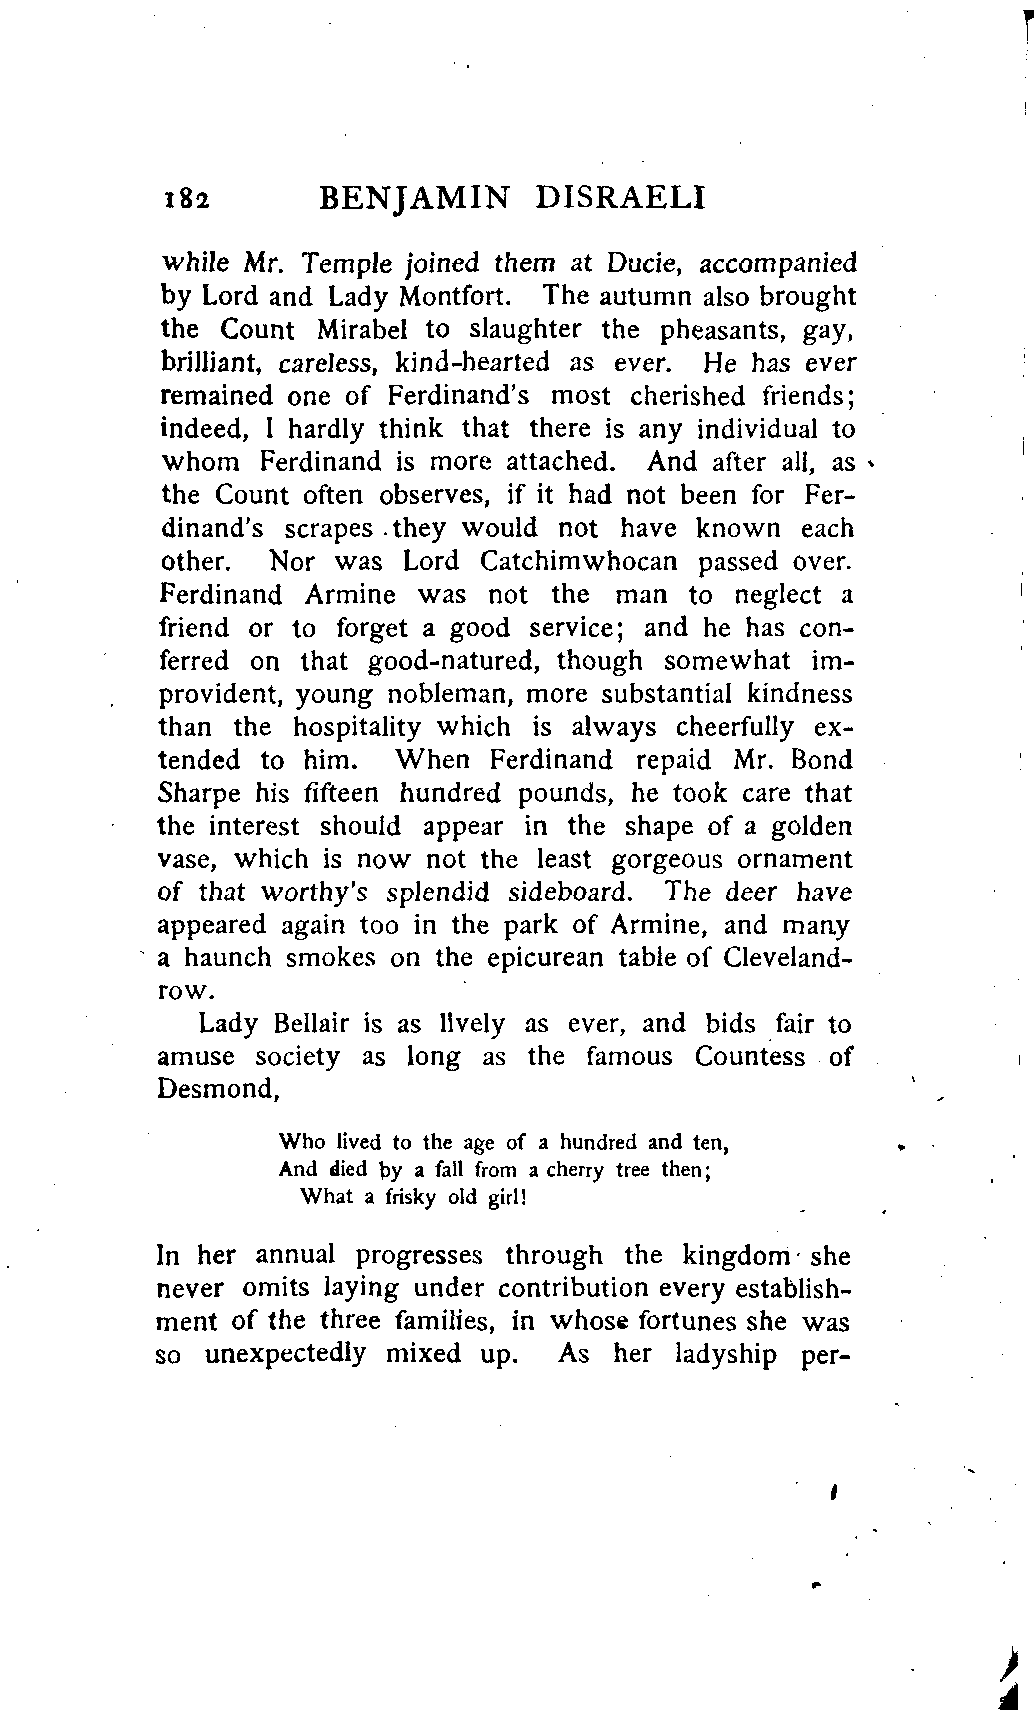 182 BENJAMIN DISRAELI
while Mr. Temple joined them at Ducie, accompanied
by Lord and Lady Montfort. The autumn also brought
the Count Mirabel to slaughter the pheasants, gay,
brilliant, careless, kind-hearted as ever. He has ever
remained one of Ferdinand's most cherished friends;
indeed, I hardly think that there is any individual to
whom Ferdinand is more attached. And after all, as
the Count often observes, if it had not been for Fer-
dinand's scrapes they would not have known each
other. Nor was Lord Catchimwhocan passed over.
Ferdinand Armine was not the man to neglect a
friend or to forget a good service; and he has con-
ferred on that good-natured, though somewhat im-
provident, young nobleman, more substantial kindness
than the hospitality which is always cheerfully ex-
tended to him. When Ferdinand repaid Mr. Bond
Sharpe his fifteen hundred pounds, he took care that
the interest should appear in the shape of a golden
vase, which is now not the least gorgeous ornament
of that worthy's splendid sideboard. The deer have
appeared again too in the park of Armine, and many
a haunch smokes on the epicurean table of Cleveland-
row.
Lady Bellair is as lively as ever, and bids fair to
amuse society as long as the famous Countess of
Desmond,
Who lived to the age of a hundred and ten,
And died by a fall from a cherry tree then;
What a frisky old girl!
In her annual progresses through the kingdom she
never omits laying under contribution every establish-
ment of the three families, in whose fortunes she was
so unexpectedly mixed up. As her ladyship per-